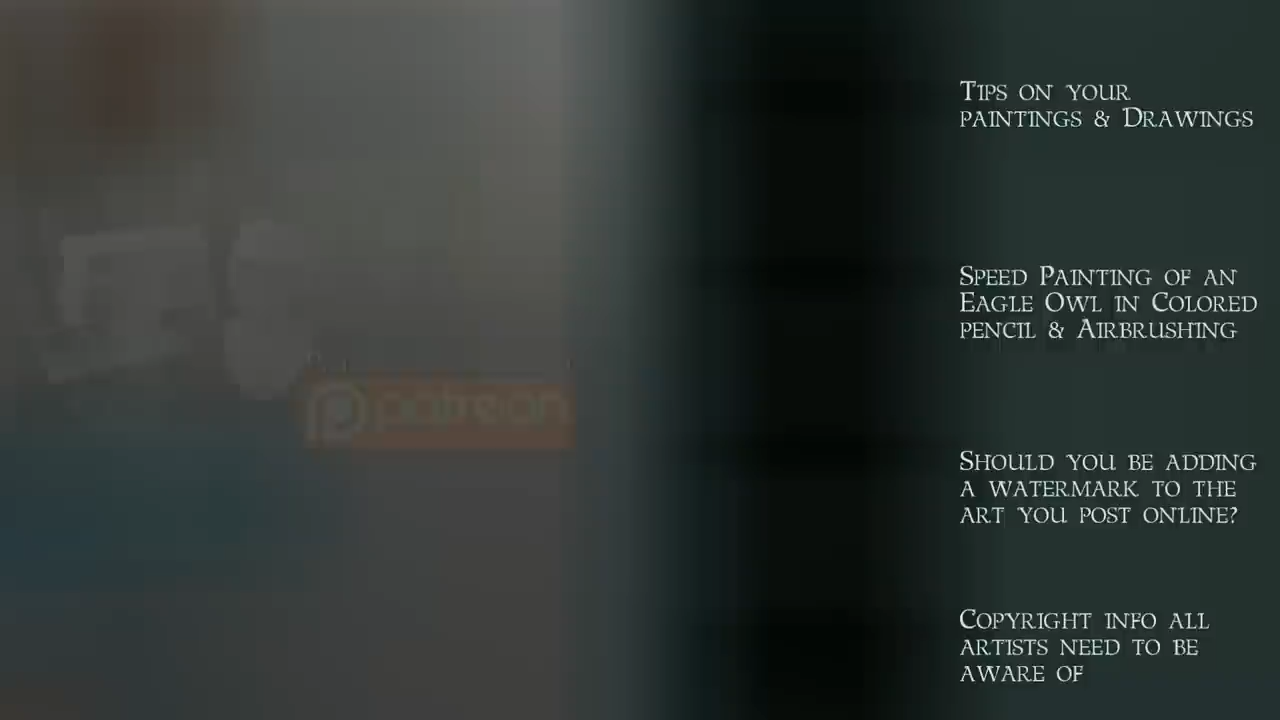 Tips on your
paintings & Drawings
Speed Painting of an
Eagle Owl in Colored
pencil & Airbrushing
Should you be adding
a watermark to the
art you post online?
Copyright info all
artists need to be
aware of
patreon